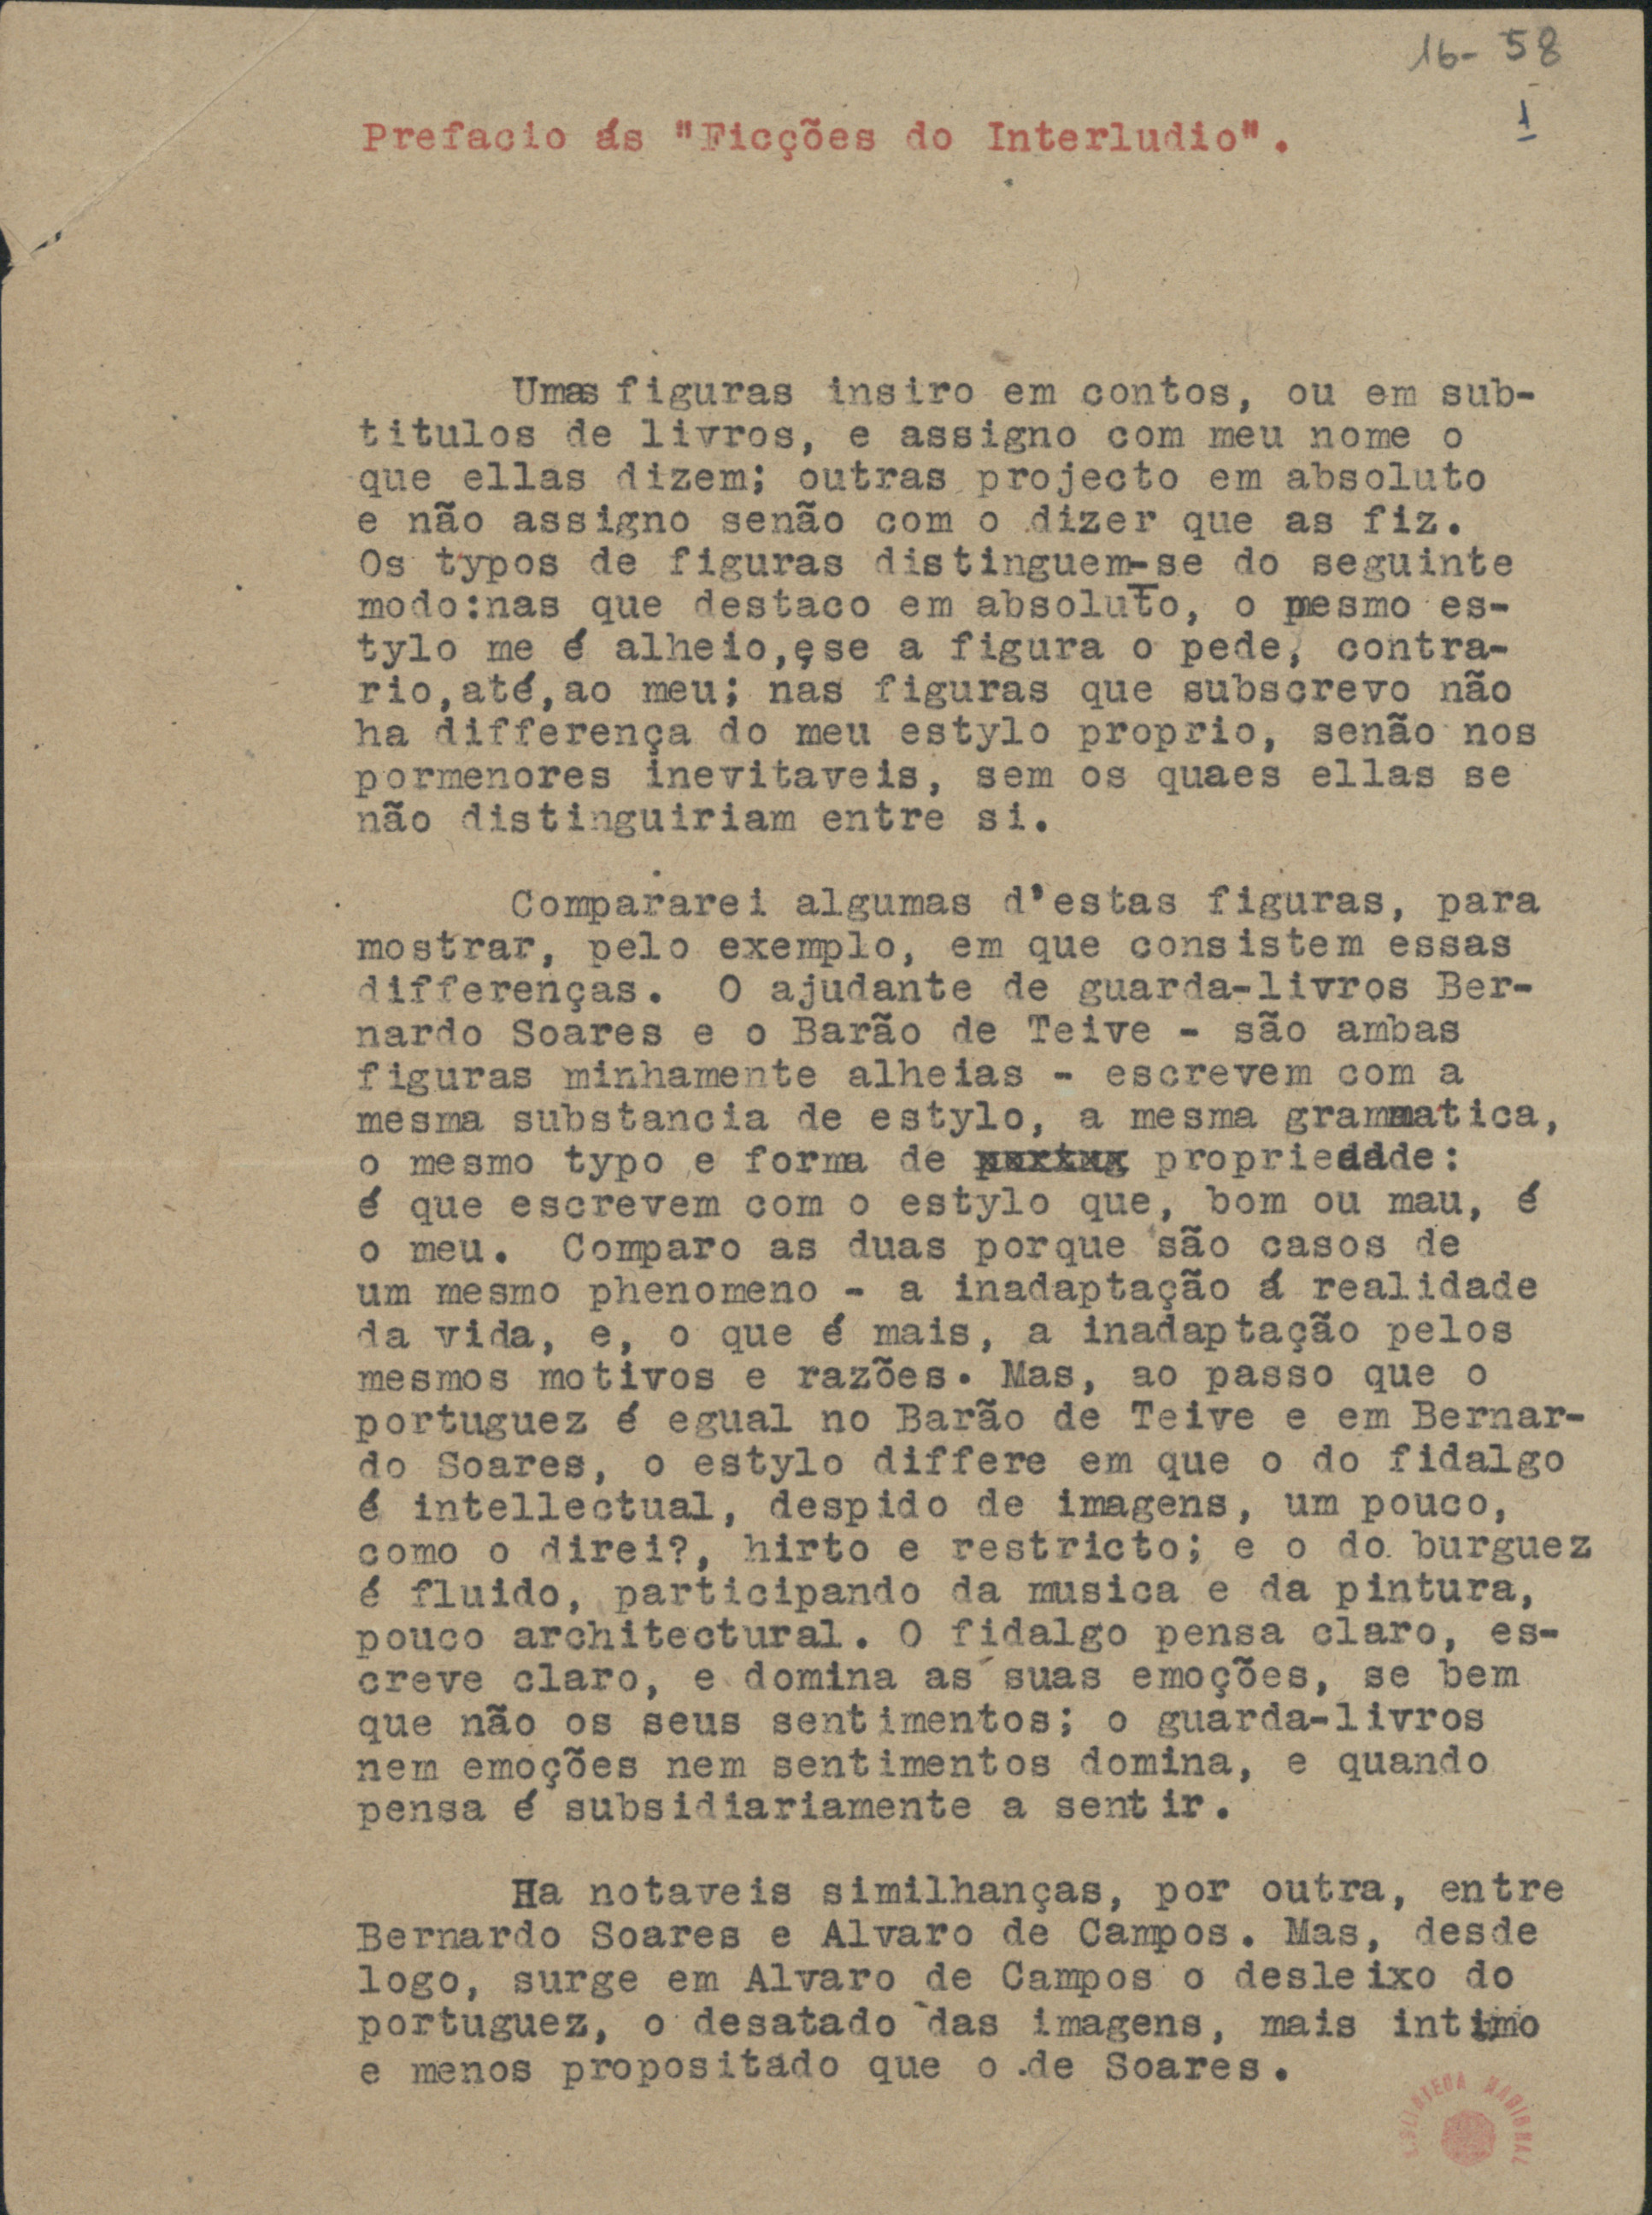 16-58
1
Prefacio ás "Ficções do Interludio".
Umas figuras insiro em contos, ou em sub-
titulos de livros, e assigno com meu nome o
que ellas dizem; outras projecto em absoluto
e não assigno senão com o dizer que as fiz.
Os typos de figuras distinguem-se do seguinte
modo:nas que destaco em absoluto, o mesmo es-
tylo me é alheio,e se a figura o pede, contra-
rio,até,ao meu; nas figuras que subscrevo não
ha differença do meu estylo proprio, senão nos
pormenores inevitaveis, sem os quaes ellas se
não distinguiriam entre si.
Compararei algumas d'estas figuras, para
mostrar, pelo exemplo, em que consistem essas
differenças. O ajudante de guarda-livros Ber-
nardo Soares e o Barão de Teive - são ambas
figuras minhamente alheias - escrevem com a
mesma substancia de estylo, a mesma grammatica,
o mesmo typo e forma de propriedade:
é que escrevem com o estylo que, bom ou mau, é
o meu. Comparo as duas porque são casos de
um mesmo phenomeno - a inadaptação á realidade
da vida, e, o que é mais, a inadaptação pelos
mesmos motivos e razões. Mas, ao passo que o
portuguez é egual no Barão de Teive e em Bernar-
do Soares, o estylo differe em que o do fidalgo
é intellectual, despido de imagens, um pouco,
como o direi?, hirto e restricto; e o do burguez
é fluido, participando da musica e da pintura,
pouco architectural. O fidalgo pensa claro, es-
creve claro, e domina as suas emoções, se bem
que não os seus sentimentos; o guarda-livros
nem emoções nem sentimentos domina, e quando
pensa é subsidiariamente a sentir.
Ha notaveis similhanças, por outra, entre
Bernardo Soares e Alvaro de Campos. Mas, desde
logo, surge em Alvaro de Campos o desleixo do
portuguez, o desatado das imagens, mais intimo
e menos propositado que o de Soares.
BIBLIOTECA NACIONAL